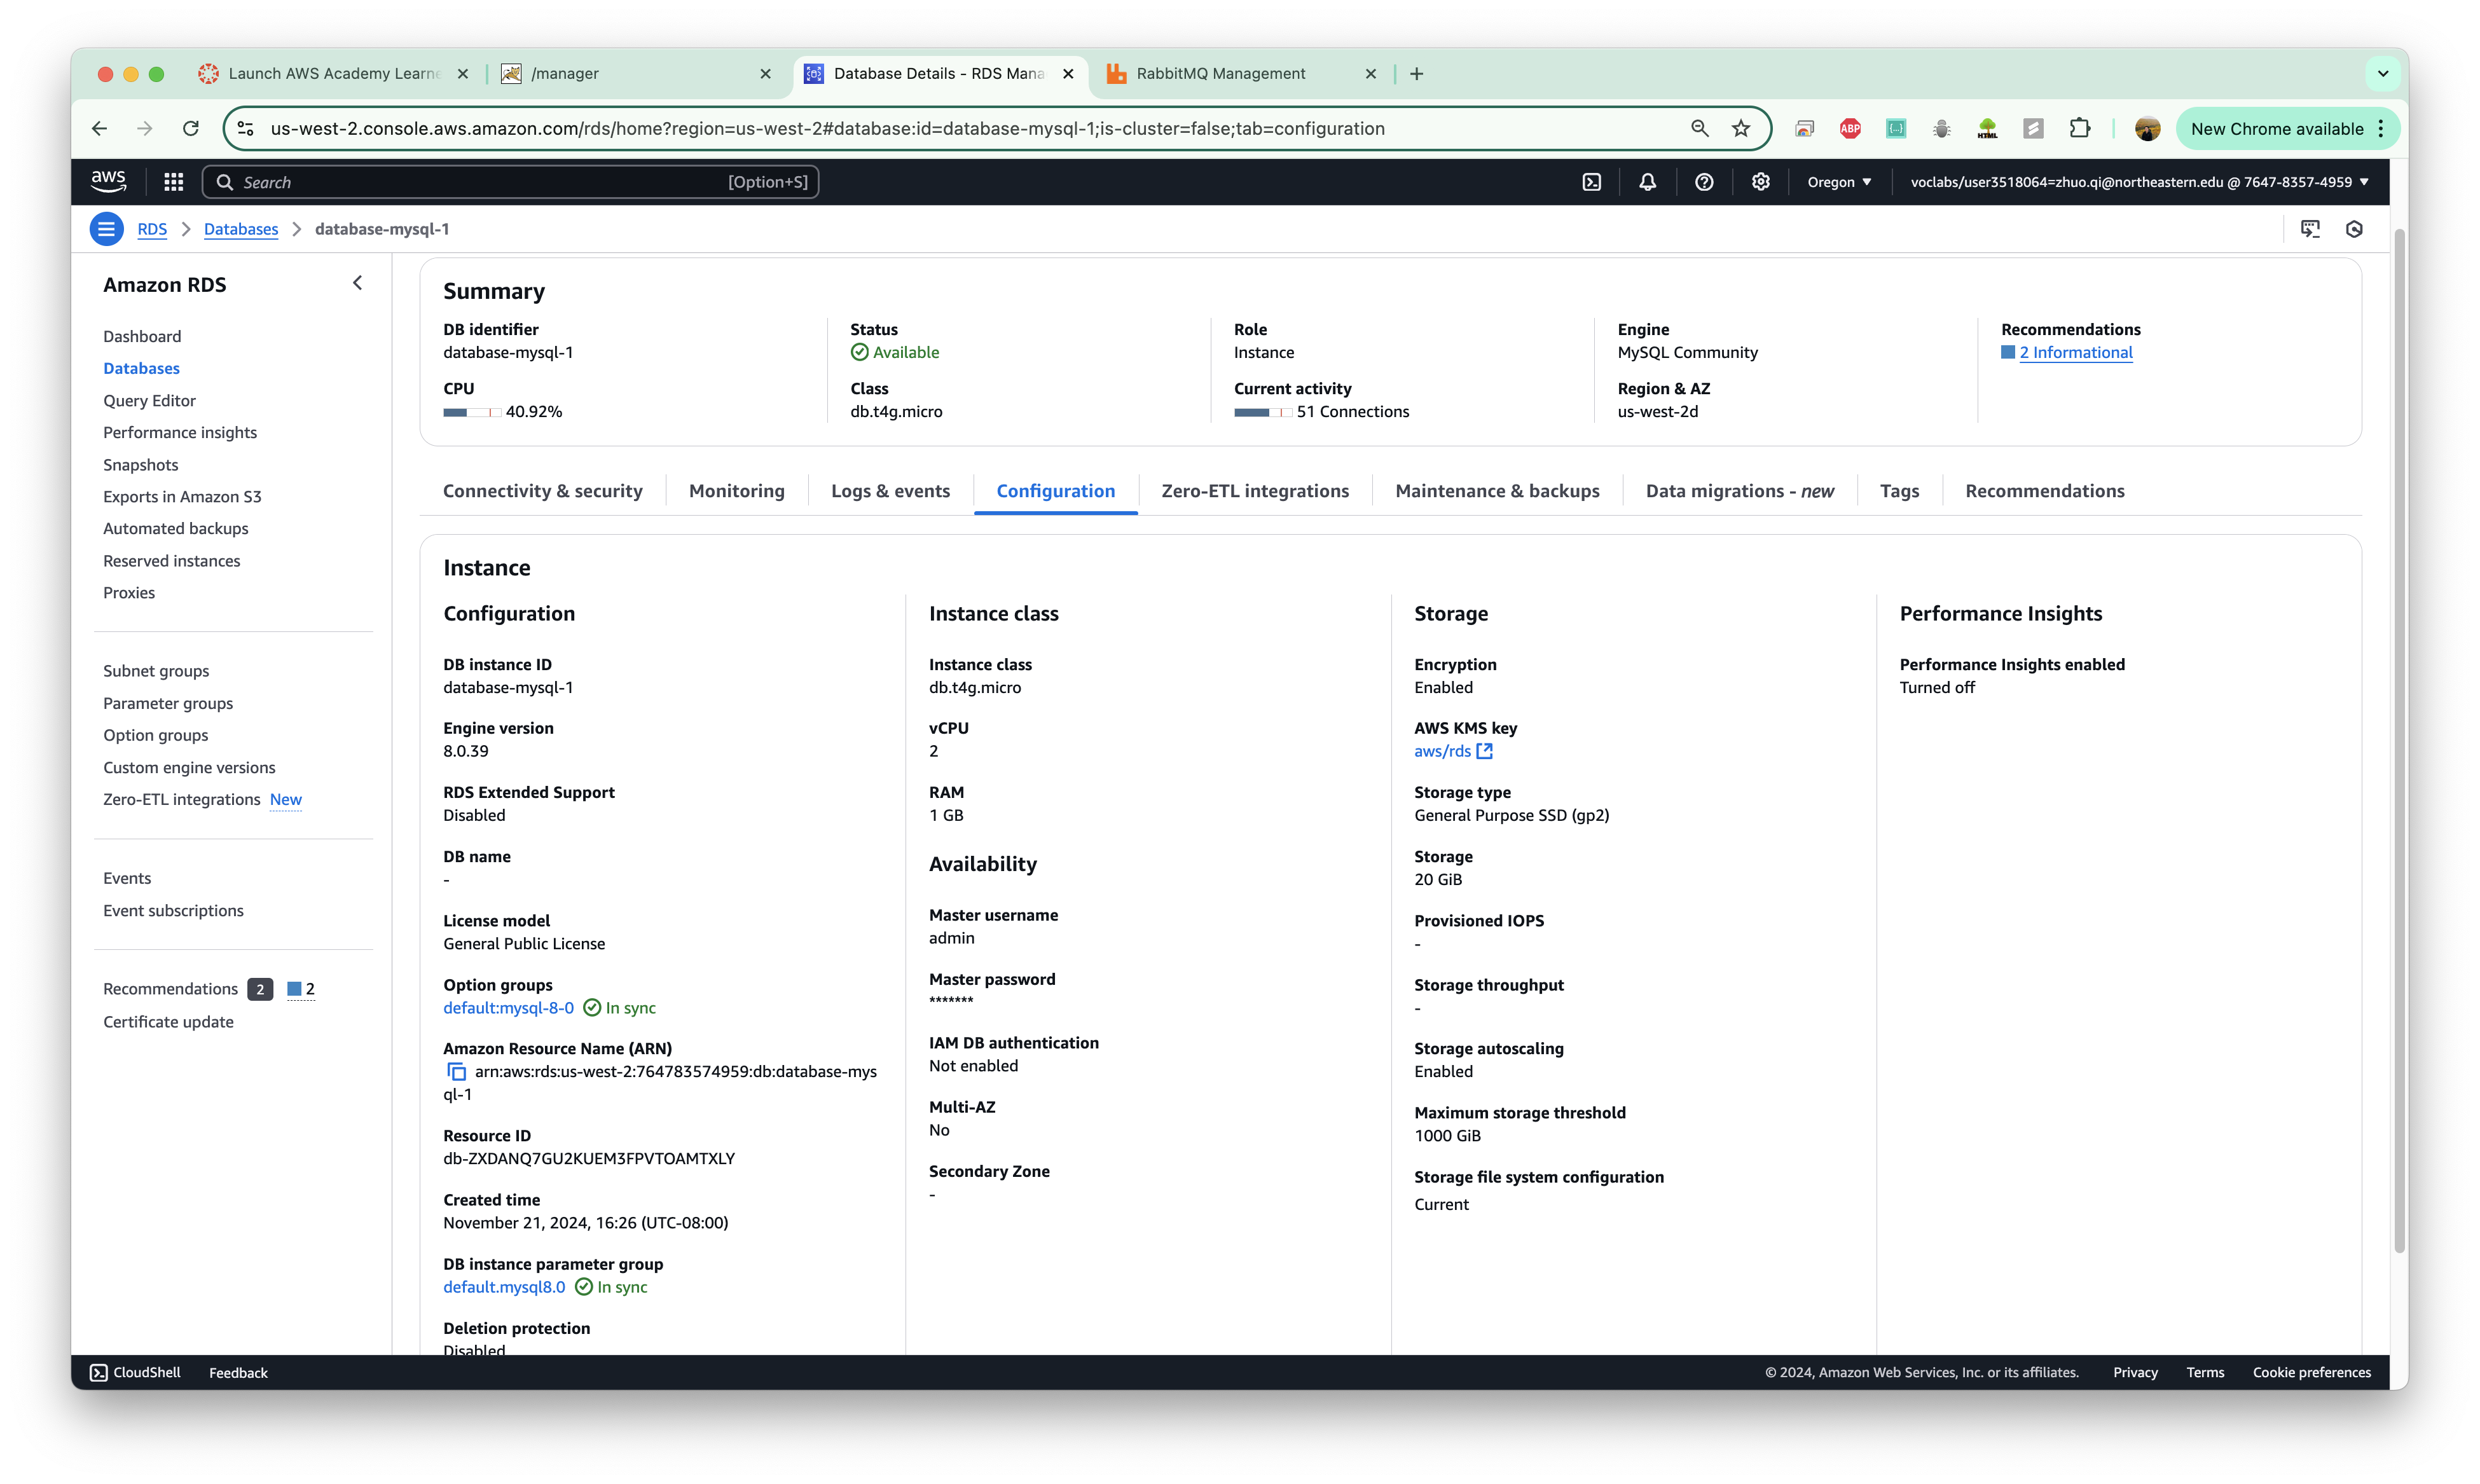 Launch AWS Academy Learne
/manager
Database Details - RDS Mana
RabbitMQ Management
us-west-2.console.aws.amazon.com/rds/home?region=us-west-2#database:id=database-mysql-1;is-cluster=false;tab=configuration
ABP
HTML
New Chrome available
aws
Search
[Option+S]
Oregon
voclabs/user3518064=zhuo.qi@northeastern.edu @ 7647-8357-4959
RDS
Databases
database-mysql-1
Amazon RDS
Dashboard
Databases
Query Editor
Performance insights
Snapshots
Exports in Amazon S3
Automated backups
Reserved instances
Proxies
Subnet groups
Parameter groups
Option groups
Custom engine versions
Zero-ETL integrations New
Events
Event subscriptions
Recommendations 2 2
Certificate update
Summary
DB identifier
database-mysql-1
CPU
40.92%
Status
Available
Class
db.t4g.micro
Role
Instance
Current activity
51 Connections
Engine
MySQL Community
Region & AZ
us-west-2d
Recommendations
2 Informational
Connectivity & security
Monitoring
Logs & events
Configuration
Zero-ETL integrations
Maintenance & backups
Data migrations - new
Tags
Recommendations
Instance
Configuration
DB instance ID
database-mysql-1
Engine version
8.0.39
RDS Extended Support
Disabled
DB name
-
License model
General Public License
Option groups
default:mysql-8-0 In sync
Amazon Resource Name (ARN)
arn:aws:rds:us-west-2:764783574959:db:database-mys
ql-1
Resource ID
db-ZXDANQ7GU2KUEM3FPVTOAMTXLY
Created time
November 21, 2024, 16:26 (UTC-08:00)
DB instance parameter group
default.mysql8.0 In sync
Deletion protection
Disabled
Instance class
Instance class
db.t4g.micro
vCPU
2
RAM
1 GB
Availability
Master username
admin
Master password
*******
IAM DB authentication
Not enabled
Multi-AZ
No
Secondary Zone
-
Storage
Encryption
Enabled
AWS KMS key
aws/rds
Storage type
General Purpose SSD (gp2)
Storage
20 GiB
Provisioned IOPS
-
Storage throughput
-
Storage autoscaling
Enabled
Maximum storage threshold
1000 GiB
Storage file system configuration
Current
Performance Insights
Performance Insights enabled
Turned off
CloudShell
Feedback
© 2024, Amazon Web Services, Inc. or its affiliates.
Privacy
Terms
Cookie preferences